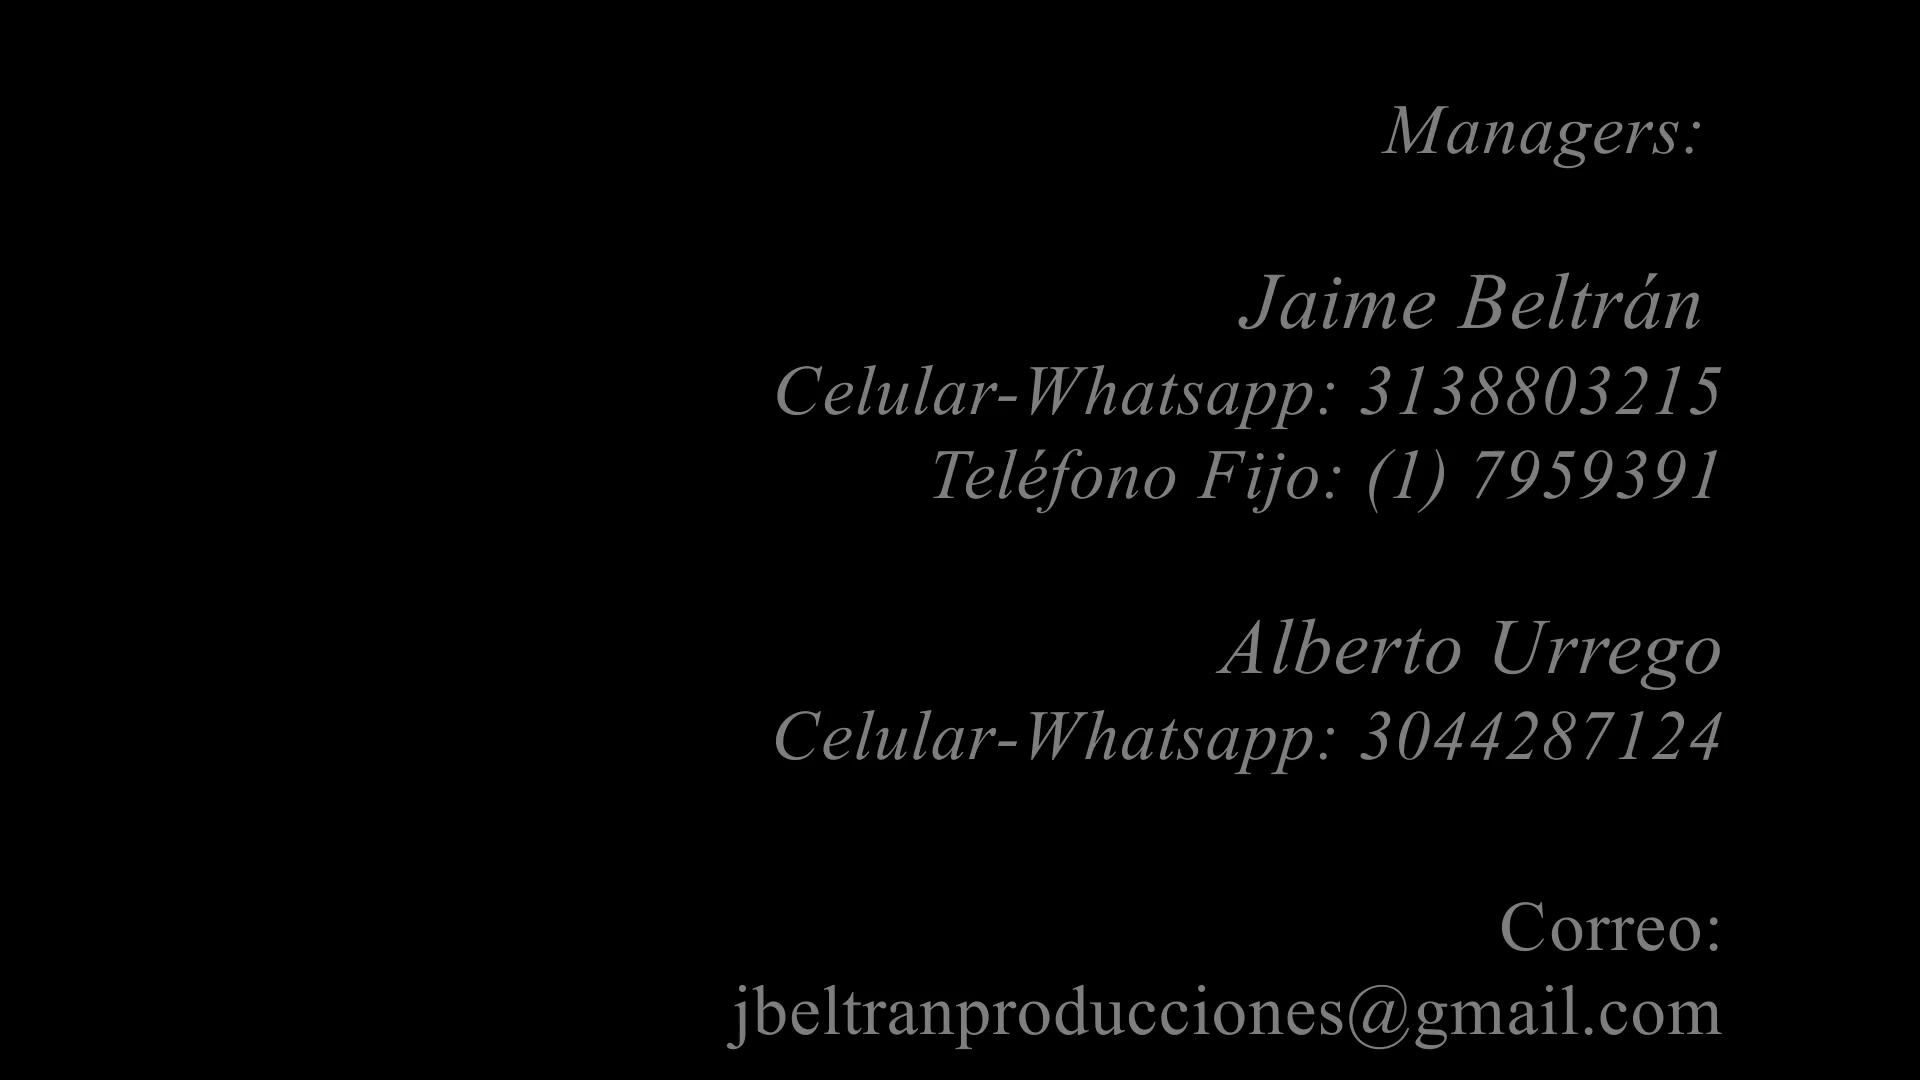 Managers:
Jaime Beltrán
Celular-Whatsapp: 3138803215
Teléfono Fijo: (1) 7959391
Alberto Urrego
Celular-Whatsapp: 3044287124
Correo:
jbeltranproducciones@gmail.com